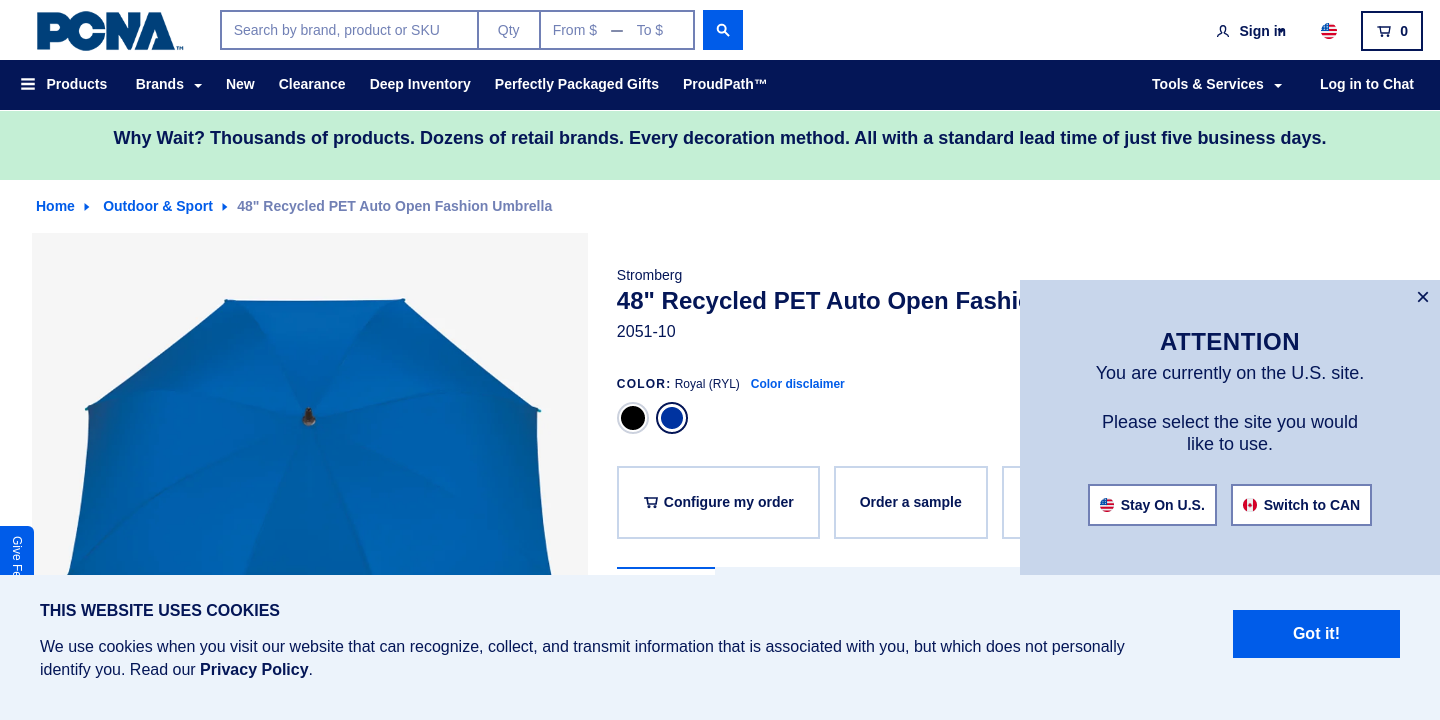 PCNA™
Search by brand, product or SKU
Qty
From $ — To $
Sign in
0
Products
Brands
New
Clearance
Deep Inventory
Perfectly Packaged Gifts
ProudPath™
Tools & Services
Log in to Chat
Why Wait? Thousands of products. Dozens of retail brands. Every decoration method. All with a standard lead time of just five business days.
Home
Outdoor & Sport
48" Recycled PET Auto Open Fashion Umbrella
Stromberg
48" Recycled PET Auto Open Fashi
2051-10
COLOR: Royal (RYL) Color disclaimer
Configure my order
Order a sample
×
ATTENTION
You are currently on the U.S. site.
Please select the site you would
like to use.
Stay On U.S.
Switch to CAN
Give Fe
THIS WEBSITE USES COOKIES
We use cookies when you visit our website that can recognize, collect, and transmit information that is associated with you, but which does not personally
identify you. Read our Privacy Policy.
Got it!